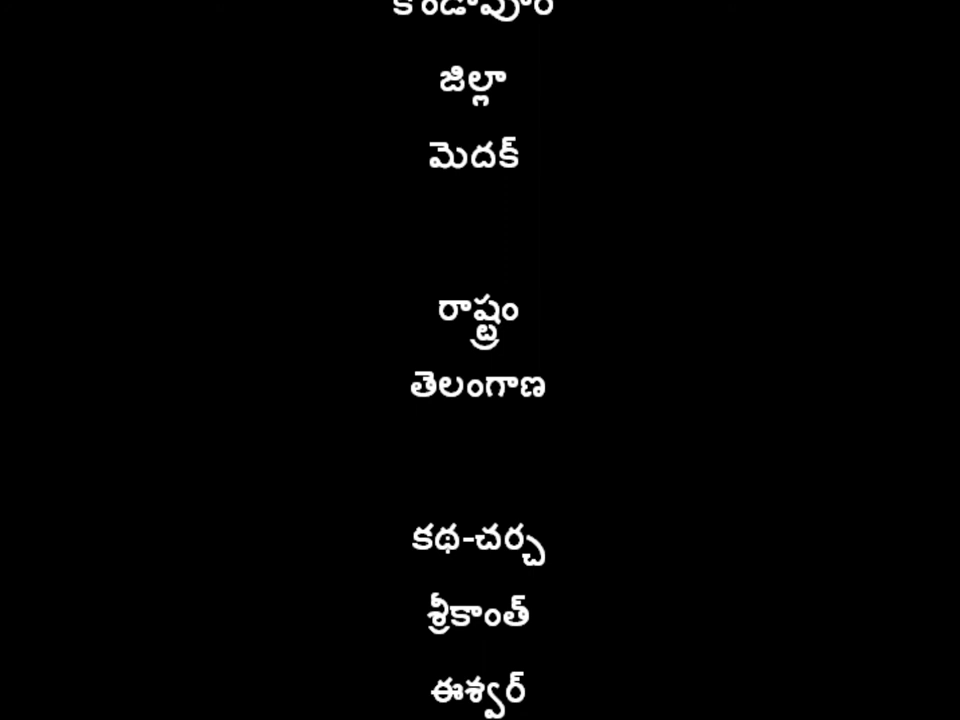 జిల్లా
మెదక్
రాష్ట్రం
తెలంగాణ
కథ-చర్చ
శ్రీకాంత్
ఈశ్వర్